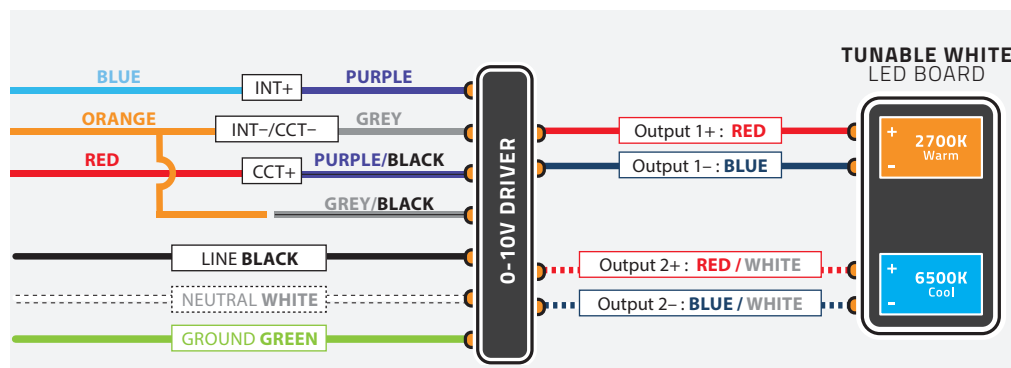 BLUE INT+ PURPLE
ORANGE INT–/CCT– GREY
RED CCT+ PURPLE/BLACK
GREY/BLACK
LINE BLACK
NEUTRAL WHITE
GROUND GREEN
0-10V DRIVER
Output 1+ : RED
Output 1– : BLUE
Output 2+ : RED / WHITE
Output 2– : BLUE / WHITE
TUNABLE WHITE
LED BOARD
+ 2700K
Warm
-
+ 6500K
Cool
-